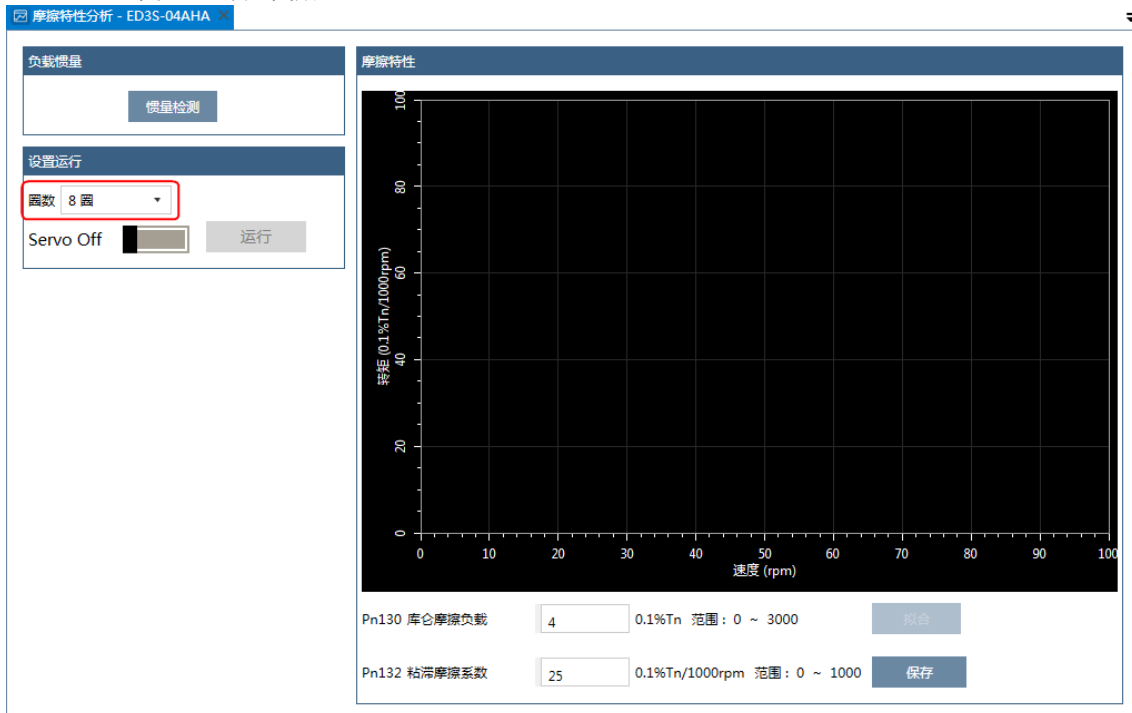 摩擦特性分析 - ED3S-04AHA
负载惯量
惯量检测
设置运行
圈数 8 圈
Servo Off 运行
摩擦特性
转矩 (0.1%Tn/1000rpm)
100
80
60
40
20
0
0 10 20 30 40 50 60 70 80 90 100
速度 (rpm)
Pn130 库仑摩擦负载 4 0.1%Tn 范围：0 ~ 3000 拟合
Pn132 粘滞摩擦系数 25 0.1%Tn/1000rpm 范围：0 ~ 1000 保存